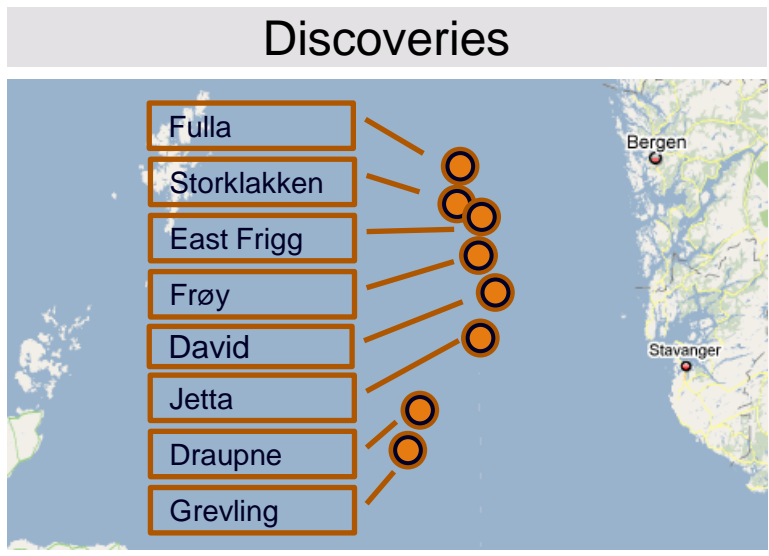 Discoveries
Fulla
Bergen
Storklakken
East Frigg
Frøy
David
Stavanger
Jetta
Draupne
Grevling